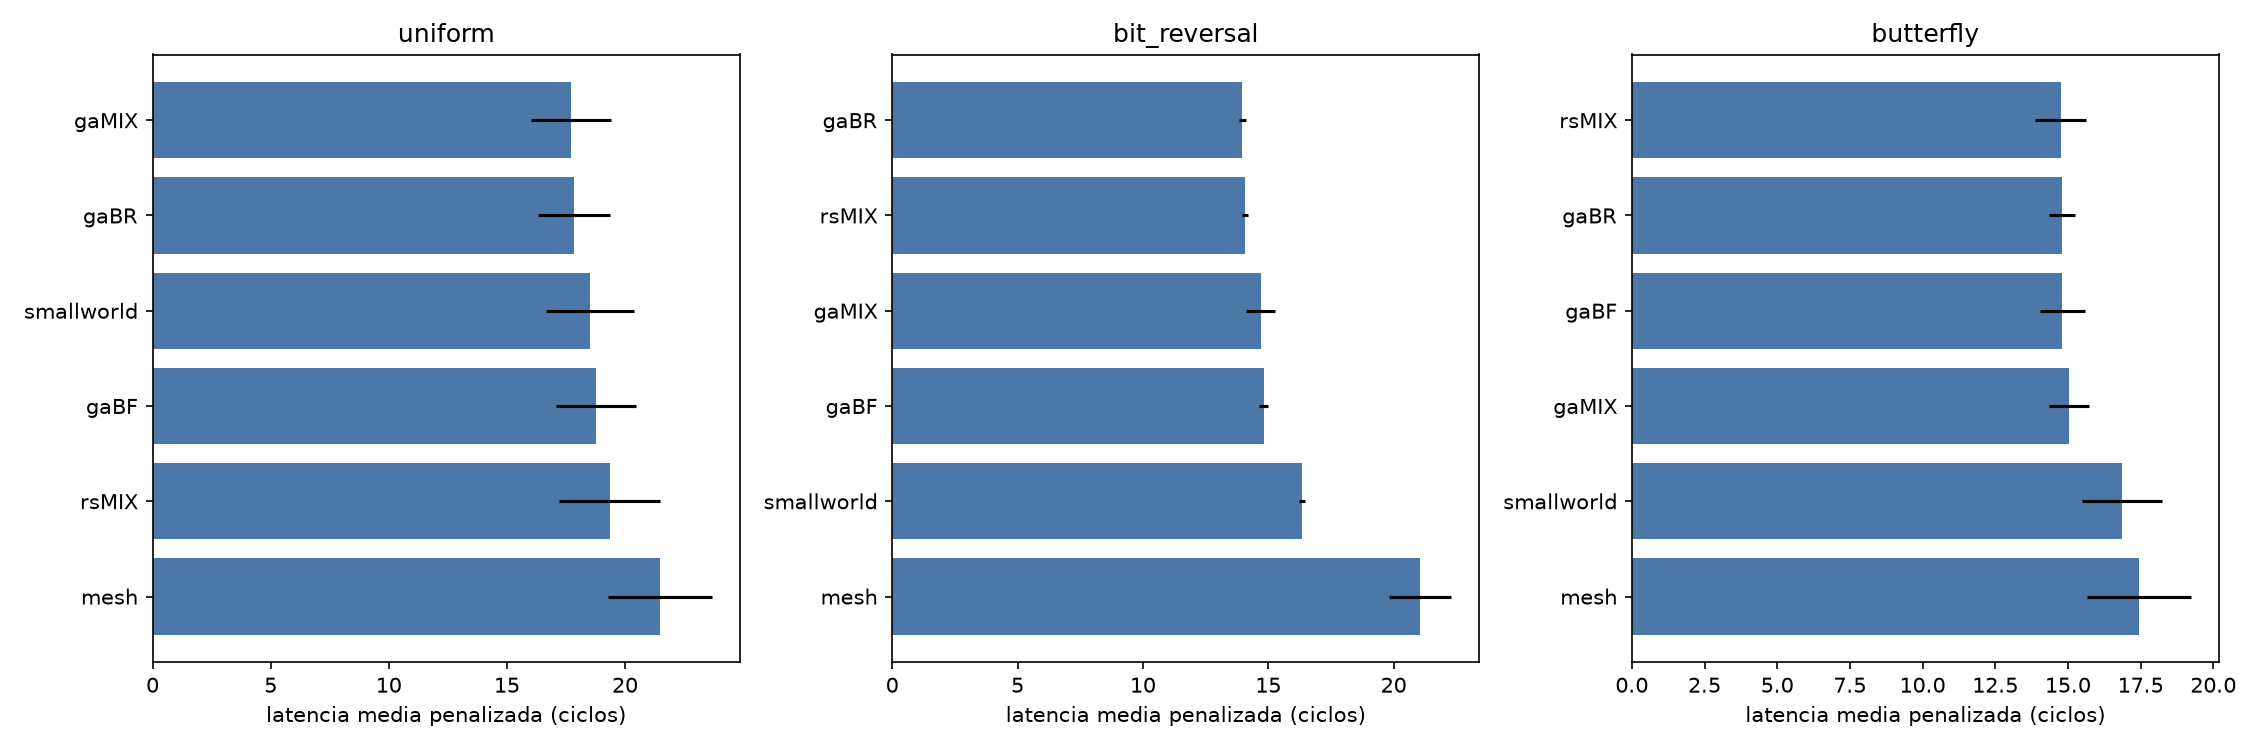 uniform
gaMIX
gaBR
smallworld
gaBF
rsMIX
mesh
0 5 10 15 20
latencia media penalizada (ciclos)
bit_reversal
gaBR
rsMIX
gaMIX
gaBF
smallworld
mesh
0 5 10 15 20
latencia media penalizada (ciclos)
butterfly
rsMIX
gaBR
gaBF
gaMIX
smallworld
mesh
0.0 2.5 5.0 7.5 10.0 12.5 15.0 17.5 20.0
latencia media penalizada (ciclos)